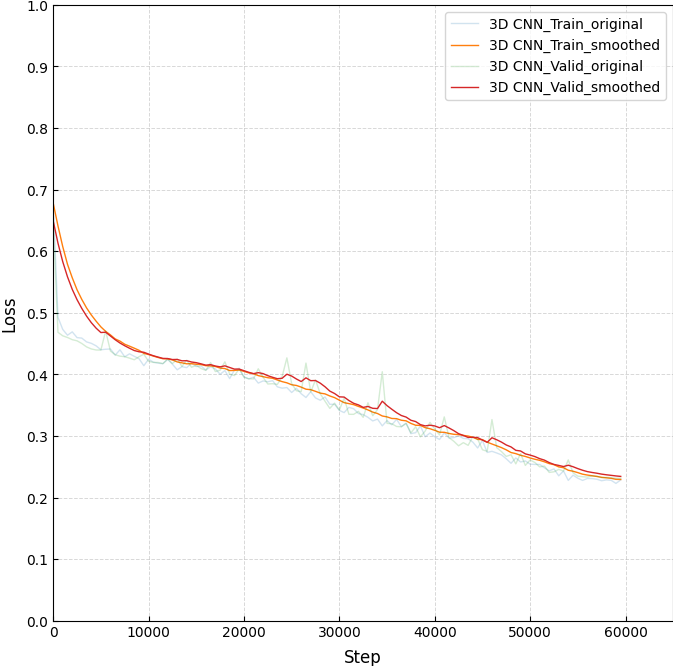 1.0
0.9
0.8
0.7
0.6
0.5
0.4
0.3
0.2
0.1
0.0
Loss
3D CNN_Train_original
3D CNN_Train_smoothed
3D CNN_Valid_original
3D CNN_Valid_smoothed
0 10000 20000 30000 40000 50000 60000
Step